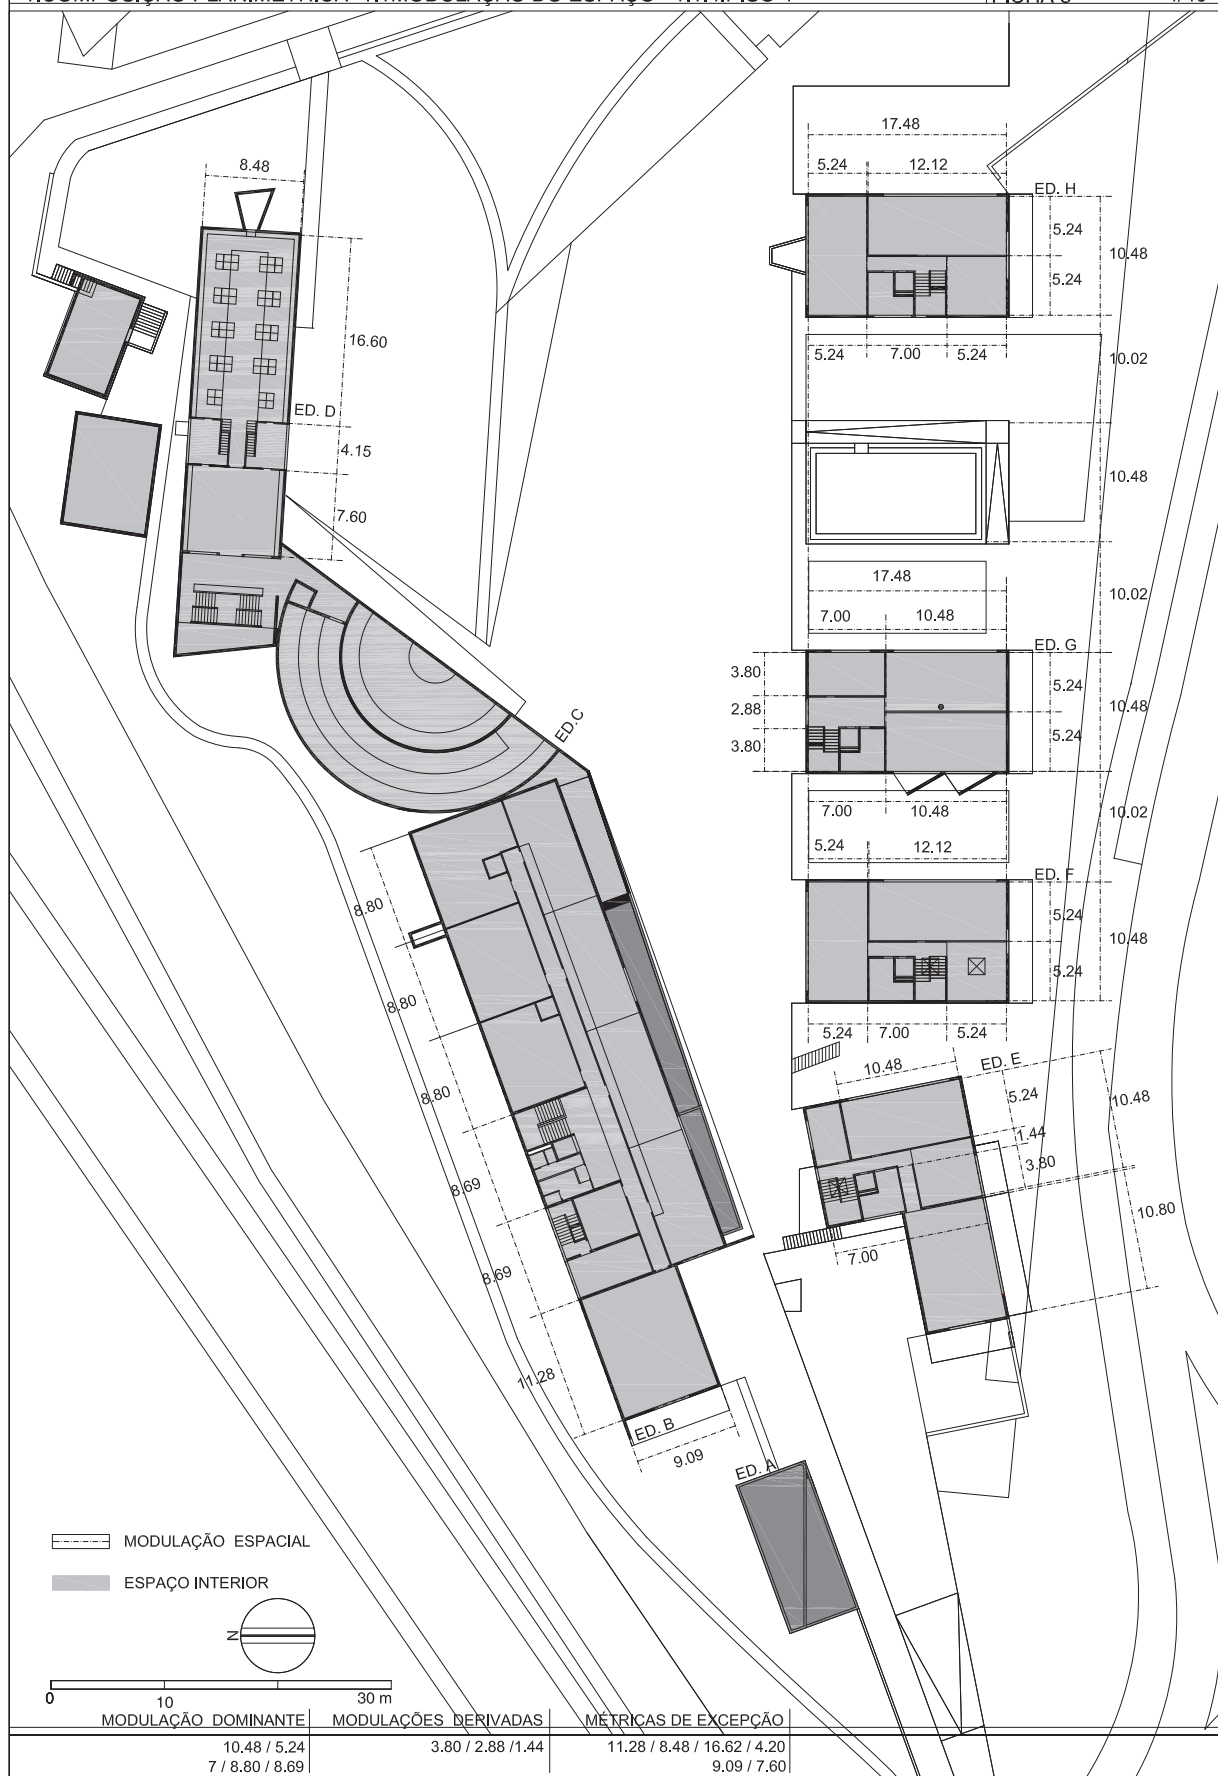 17.48
5.24 12.12
8.48
ED. H
5.24
10.48
5.24
16.60
5.24 7.00 5.24
10.02
ED. D
4.15
10.48
7.60
17.48
10.02
7.00 10.48
ED. G
3.80
5.24
2.88
10.48
ED.C
3.80
5.24
7.00 10.48
10.02
5.24 12.12
ED. F
8.80
5.24
10.48
5.24
8.80
5.24 7.00 5.24
10.48
ED. E
5.24
8.80
10.48
1.44
3.80
8.69
10.80
7.00
8.69
11.28
ED. B
9.09
ED. A
MODULAÇÃO ESPACIAL
ESPAÇO INTERIOR
N
0 10 30 m
MODULAÇÃO DOMINANTE MODULAÇÕES DERIVADAS MÉTRICAS DE EXCEPÇÃO
10.48 / 5.24 3.80 / 2.88 /1.44 11.28 / 8.48 / 16.62 / 4.20
7 / 8.80 / 8.69 9.09 / 7.60